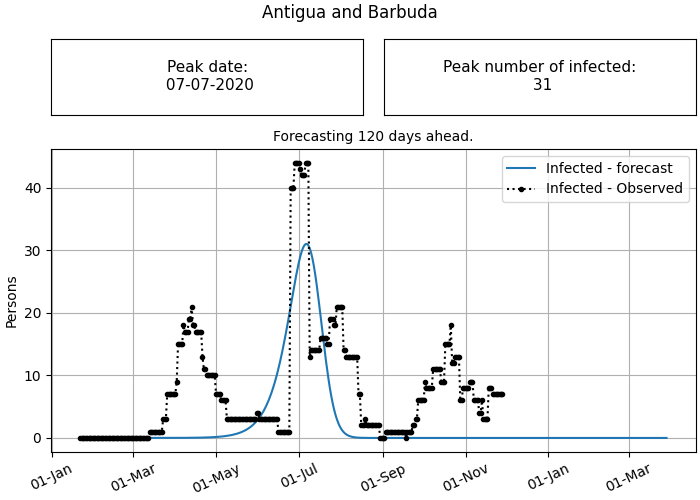 Antigua and Barbuda
Peak date:
07-07-2020
Peak number of infected:
31
Forecasting 120 days ahead.
Infected - forecast
Infected - Observed
Persons
40
30
20
10
0
01-Jan
01-Mar
01-May
01-Jul
01-Sep
01-Nov
01-Jan
01-Mar